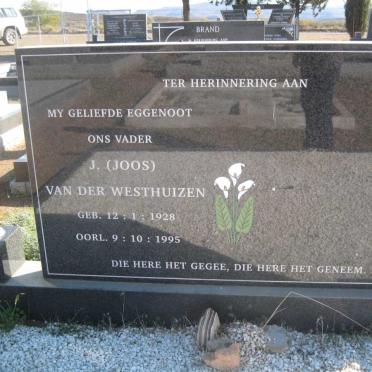 BRAND
TER HERINNERING AAN
MY GELIEFDE EGGENOOT
ONS VADER
J. (JOOS)
VAN DER WESTHUIZEN
GEB. 12 : 1 : 1928
OORL. 9 : 10 : 1995
DIE HERE HET GEGEE, DIE HERE HET GENEEM.